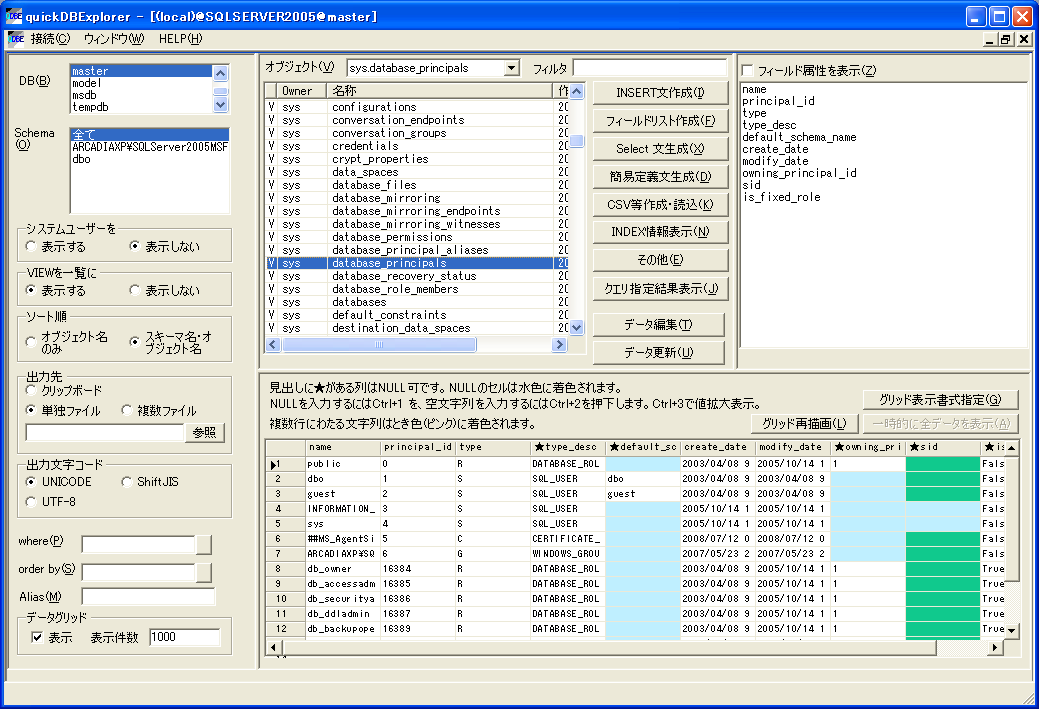 quickDBExplorer - [(local)@SQLSERVER2005@master]
接続(C) ウィンドウ(W) HELP(H)
DB(B)
master
model
msdb
tempdb
Schema
(O)
全て
ARCADIAXP¥SQLServer2005MSF
dbo
システムユーザーを
表示する 表示しない
VIEWを一覧に
表示する 表示しない
ソート順
オブジェクト名のみ
スキーマ名・オブジェクト名
出力先
クリップボード
単独ファイル 複数ファイル
参照
出力文字コード
UNICODE ShiftJIS
UTF-8
where(P)
order by(S)
Alias(M)
データグリッド
表示 表示件数 1000
オブジェクト(V) sys.database_principals フィルタ
Owner 名称 作
V sys configurations 20
V sys conversation_endpoints 20
V sys conversation_groups 20
V sys credentials 20
V sys crypt_properties 20
V sys data_spaces 20
V sys database_files 20
V sys database_mirroring 20
V sys database_mirroring_endpoints 20
V sys database_mirroring_witnesses 20
V sys database_permissions 20
V sys database_principal_aliases 20
V sys database_principals 20
V sys database_recovery_status 20
V sys database_role_members 20
V sys databases 20
V sys default_constraints 20
V sys destination_data_spaces 20
INSERT文作成(I)
フィールドリスト作成(F)
Select 文生成(X)
簡易定義文生成(D)
CSV等作成・読込(K)
INDEX情報表示(N)
その他(E)
クエリ指定結果表示(J)
データ編集(T)
データ更新(U)
フィールド属性を表示(Z)
name
principal_id
type
type_desc
default_schema_name
create_date
modify_date
owning_principal_id
sid
is_fixed_role
見出しに★がある列はNULL可です。NULLのセルは水色に着色されます。
NULLを入力するにはCtrl+1 を、空文字列を入力するにはCtrl+2を押下します。Ctrl+3で値拡大表示。
複数行にわたる文字列はとき色(ピンク)に着色されます。
グリッド表示書式指定(G)
グリッド再描画(L) 一時的に全データを表示(A)
name principal_id type ★type_desc ★default_sc create_date modify_date ★owning_pri ★sid ★is
1 public 0 R DATABASE_ROL 2003/04/08 9 2005/10/14 1 1 Fals
2 dbo 1 S SQL_USER dbo 2003/04/08 9 2003/04/08 9 Fals
3 guest 2 S SQL_USER guest 2003/04/08 9 2003/04/08 9 Fals
4 INFORMATION_ 3 S SQL_USER 2005/10/14 1 2005/10/14 1 Fals
5 sys 4 S SQL_USER 2005/10/14 1 2005/10/14 1 Fals
6 ##MS_AgentSi 5 C CERTIFICATE_ 2008/07/12 0 2008/07/12 0 Fals
7 ARCADIAXP¥SQ 6 G WINDOWS_GROU 2007/05/23 2 2007/05/23 2 Fals
8 db_owner 16384 R DATABASE_ROL 2003/04/08 9 2005/10/14 1 1 True
9 db_accessadm 16385 R DATABASE_ROL 2003/04/08 9 2005/10/14 1 1 True
10 db_securitya 16386 R DATABASE_ROL 2003/04/08 9 2005/10/14 1 1 True
11 db_ddladmin 16387 R DATABASE_ROL 2003/04/08 9 2005/10/14 1 1 True
12 db_backupope 16389 R DATABASE_ROL 2003/04/08 9 2005/10/14 1 1 True